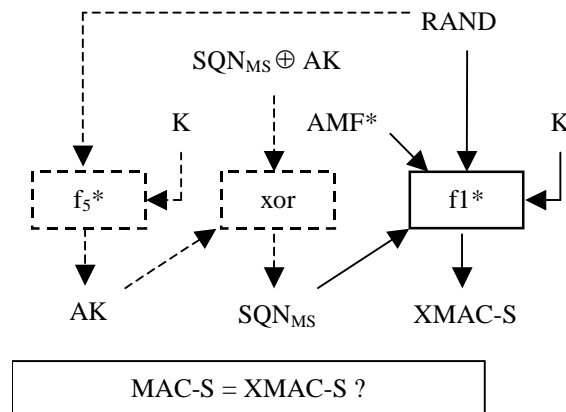 RAND
SQN_MS ⊕ AK
K
AMF*
K
f₅*
xor
f1*
AK
SQN_MS
XMAC-S
MAC-S = XMAC-S ?